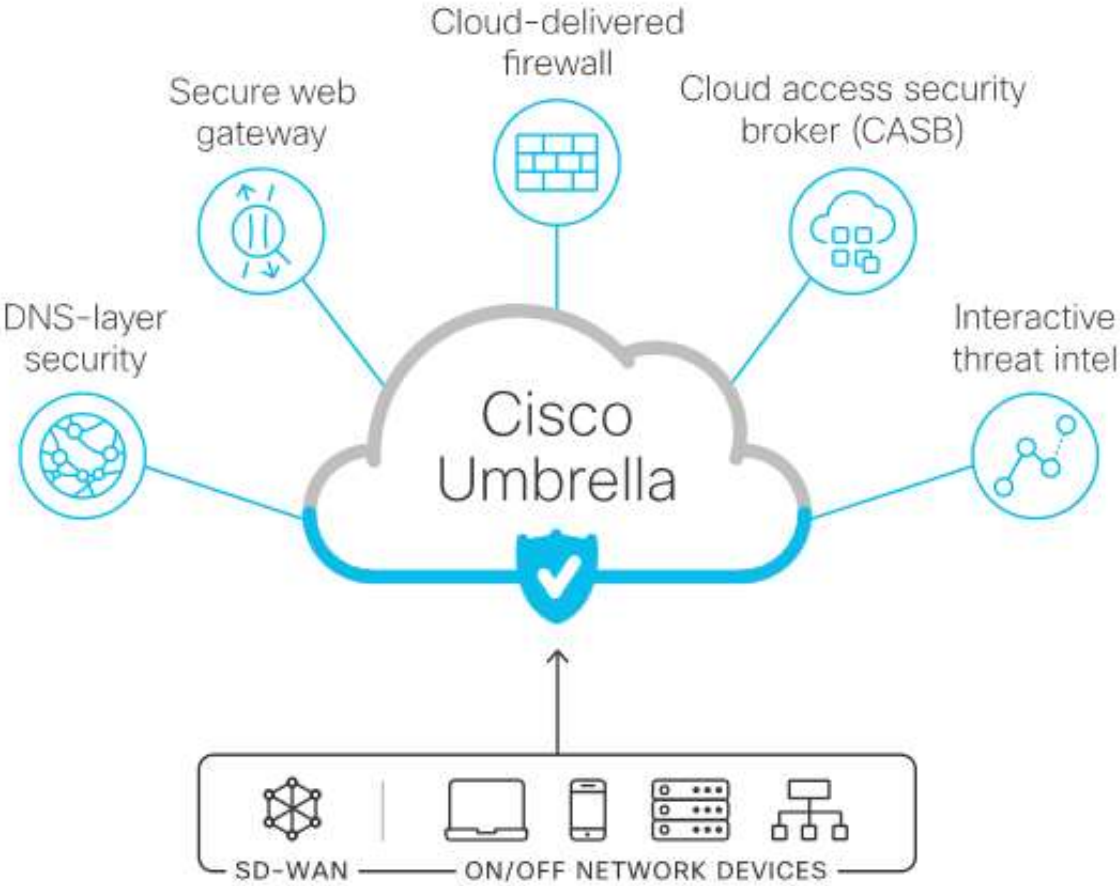 Cloud-delivered
firewall
Secure web
gateway
Cloud access security
broker (CASB)
DNS-layer
security
Interactive
threat intel
Cisco
Umbrella
SD-WAN
ON/OFF NETWORK DEVICES